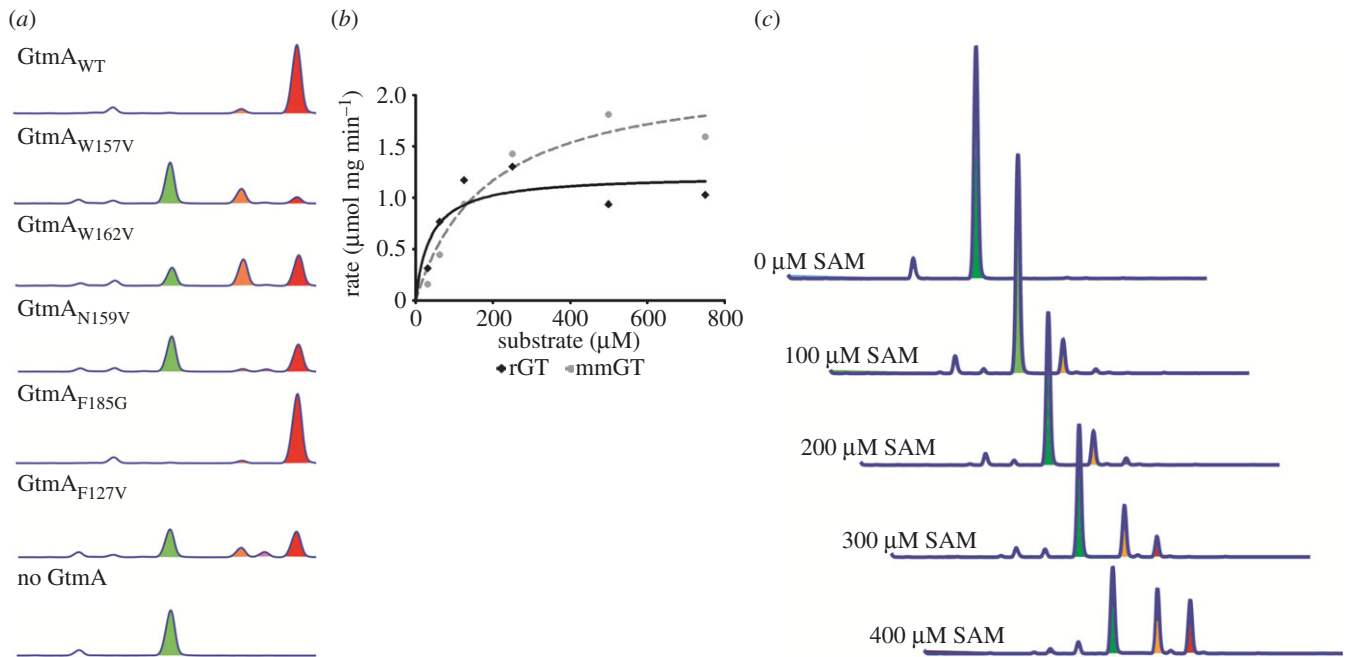 (a)
GtmA_WT
GtmA_W157V
GtmA_W162V
GtmA_N159V
GtmA_F185G
GtmA_F127V
no GtmA
(b)
rate (μmol mg min⁻¹)
2.0
1.5
1.0
0.5
0
0 200 400 600 800
substrate (μM)
rGT mmGT
(c)
0 μM SAM
100 μM SAM
200 μM SAM
300 μM SAM
400 μM SAM